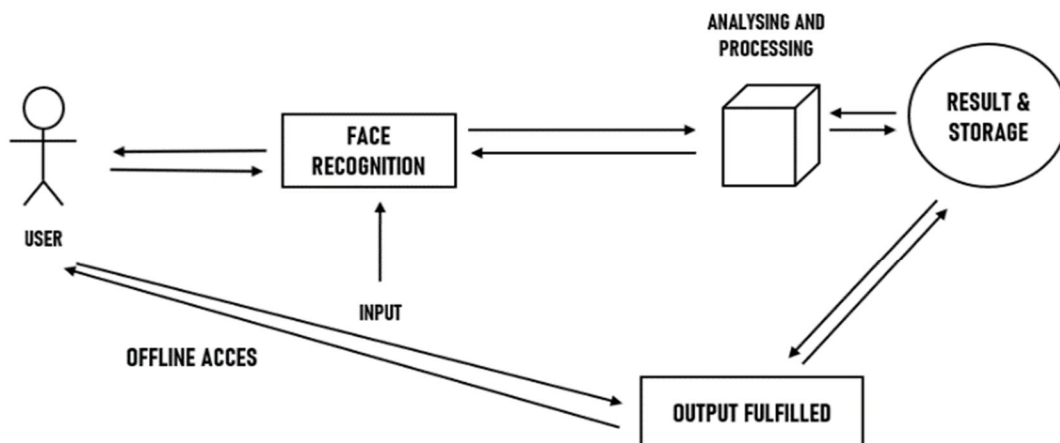 ANALYSING AND
PROCESSING
RESULT &
STORAGE
FACE
RECOGNITION
USER
INPUT
OFFLINE ACCES
OUTPUT FULFILLED